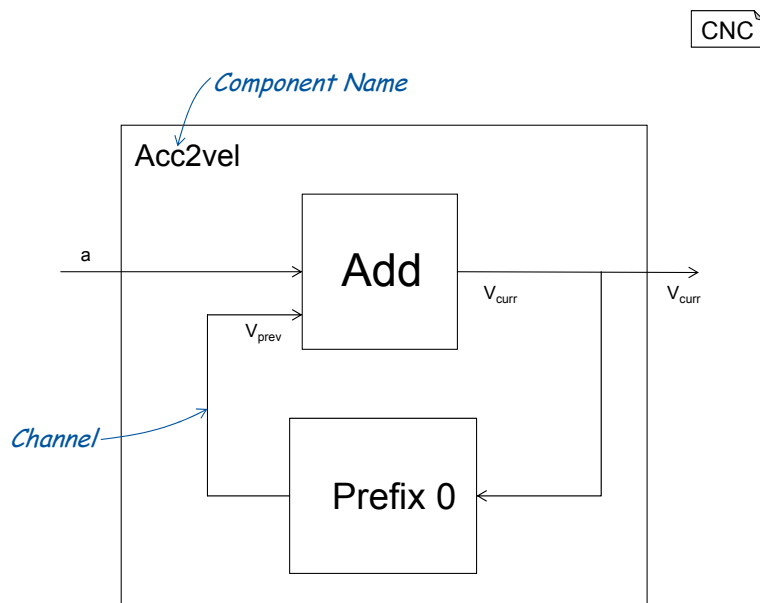 CNC
Component Name
Acc2vel
a
Add
Vcurr
Vcurr
Vprev
Channel
Prefix 0